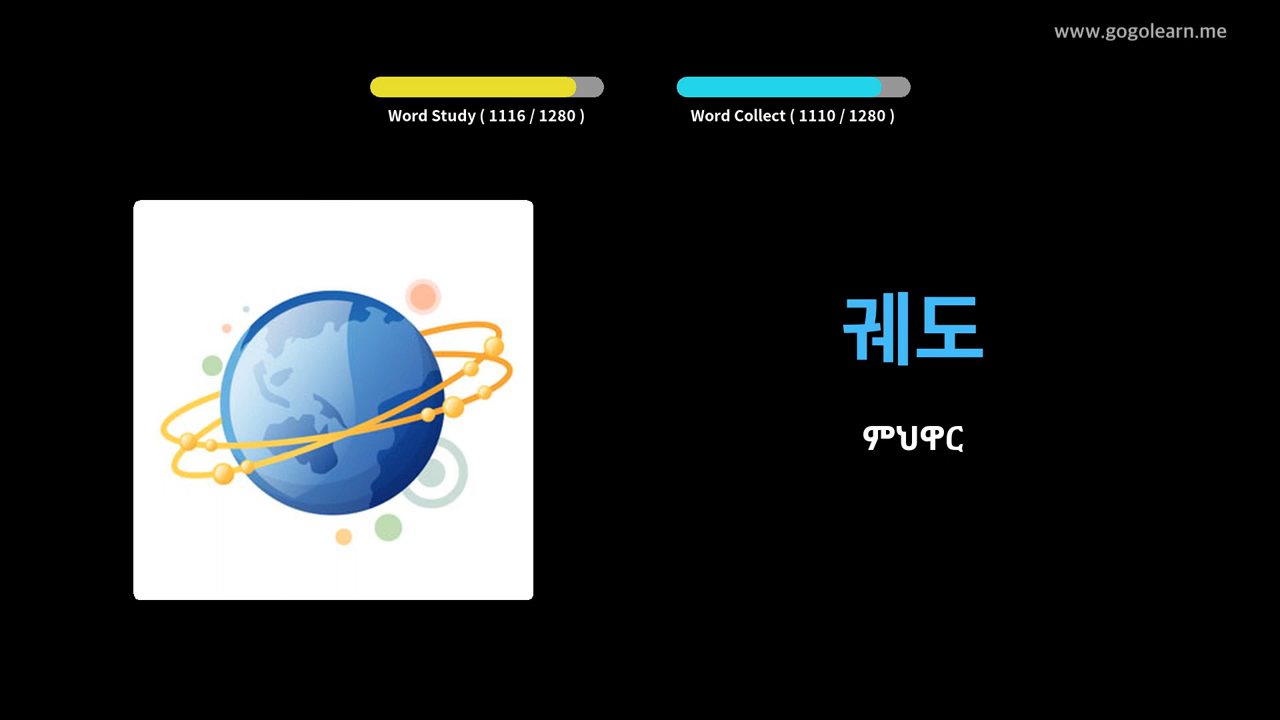 www.gogolearn.me
Word Study ( 1116 / 1280 )
Word Collect ( 1110 / 1280 )
궤도
ምህዋር